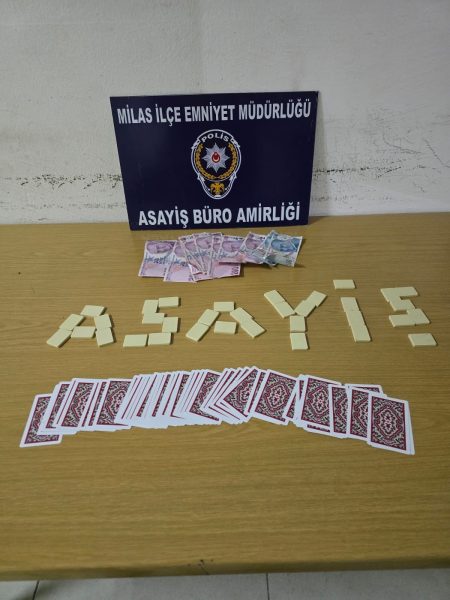 MİLAS İLÇE EMNİYET MÜDÜRLÜĞÜ
POLİS
ASAYİŞ BÜRO AMİRLİĞİ
ASAYİŞ